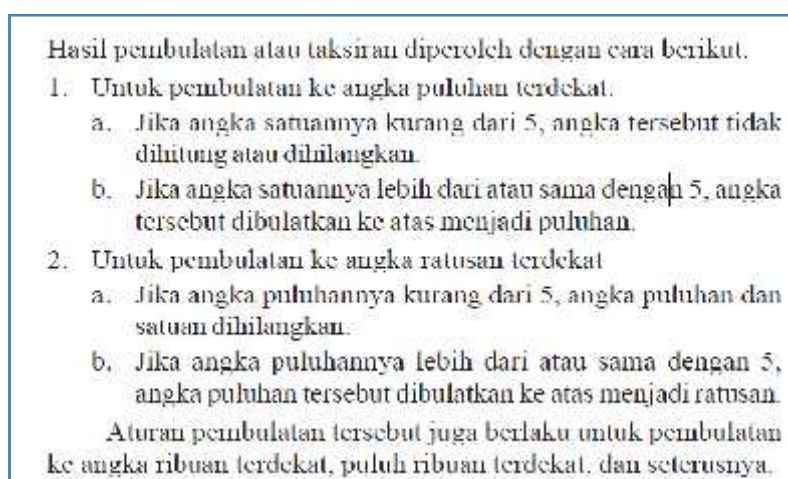 Hasil pembulatan atau taksiran diperoleh dengan cara berikut.
1. Untuk pembulatan ke angka puluhan terdekat.
a. Jika angka satuannya kurang dari 5, angka tersebut tidak
dihitung atau dihilangkan.
b. Jika angka satuannya lebih dari atau sama dengan 5, angka
tersebut dibulatkan ke atas menjadi puluhan.
2. Untuk pembulatan ke angka ratusan terdekat
a. Jika angka puluhannya kurang dari 5, angka puluhan dan
satuan dihilangkan.
b. Jika angka puluhannya lebih dari atau sama dengan 5,
angka puluhan tersebut dibulatkan ke atas menjadi ratusan.
Aturan pembulatan tersebut juga berlaku untuk pembulatan
ke angka ribuan terdekat, puluh ribuan terdekat, dan seterusnya.